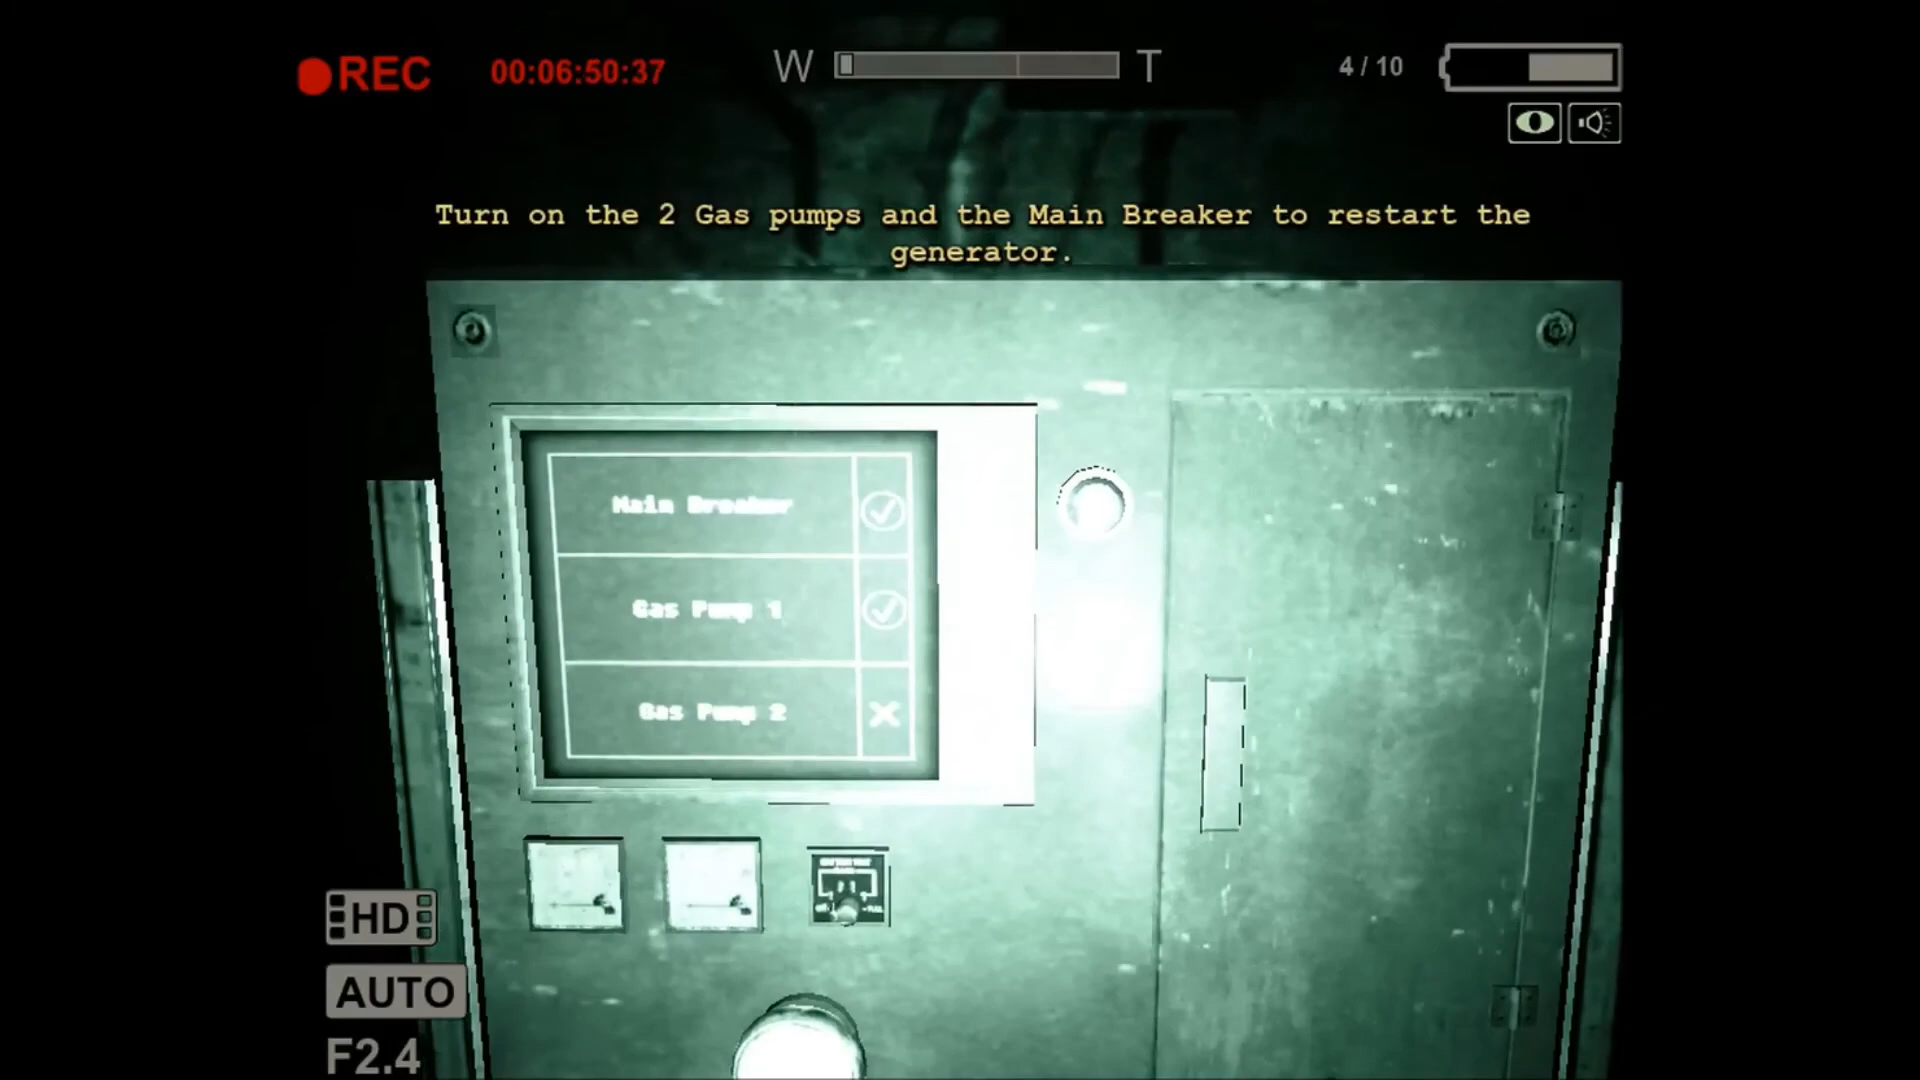 REC 00:06:50:37 W T 4 / 10
Turn on the 2 Gas pumps and the Main Breaker to restart the
generator.
Main Breaker
Gas Pump 1
Gas Pump 2
HD
AUTO
F2.4